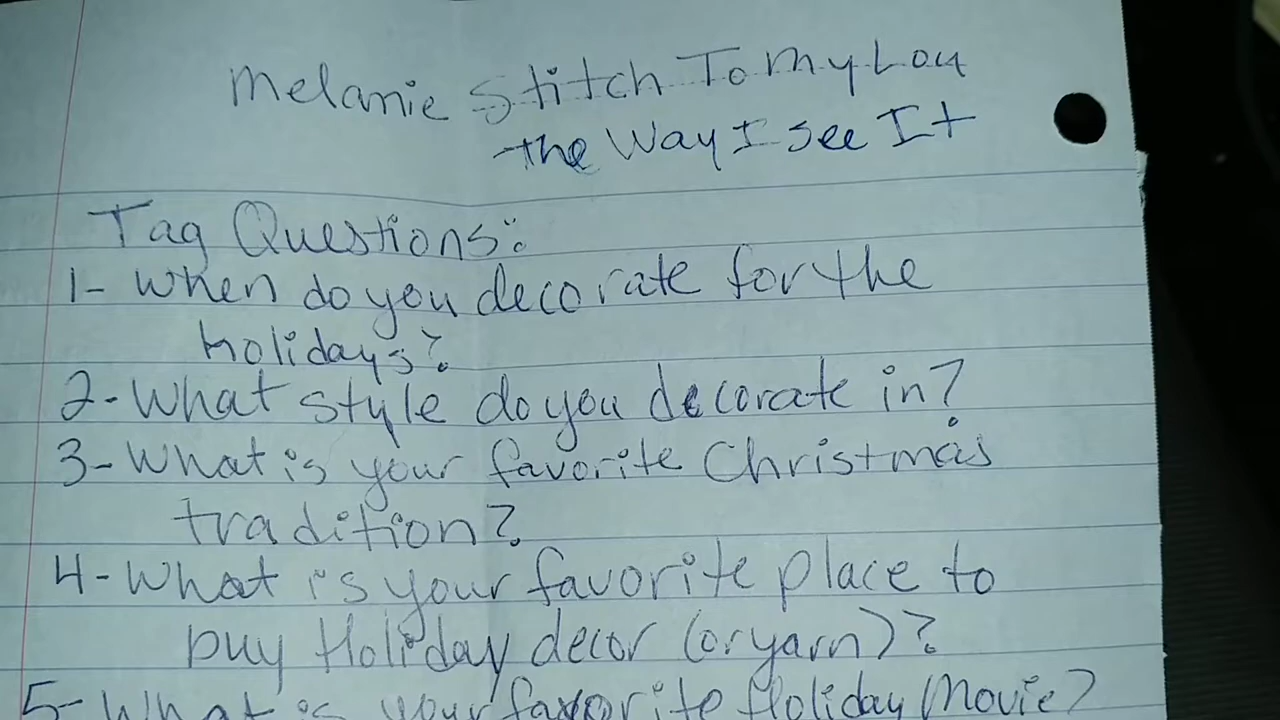 Melanie Stitch To My Lou
the Way I see It
Tag Questions:
1- When do you decorate for the
holidays?
2- What style do you decorate in?
3- What is your favorite Christmas
tradition?
4- What is your favorite place to
buy Holiday decor (or yarn)?
5- What is your favorite Holiday Movie?